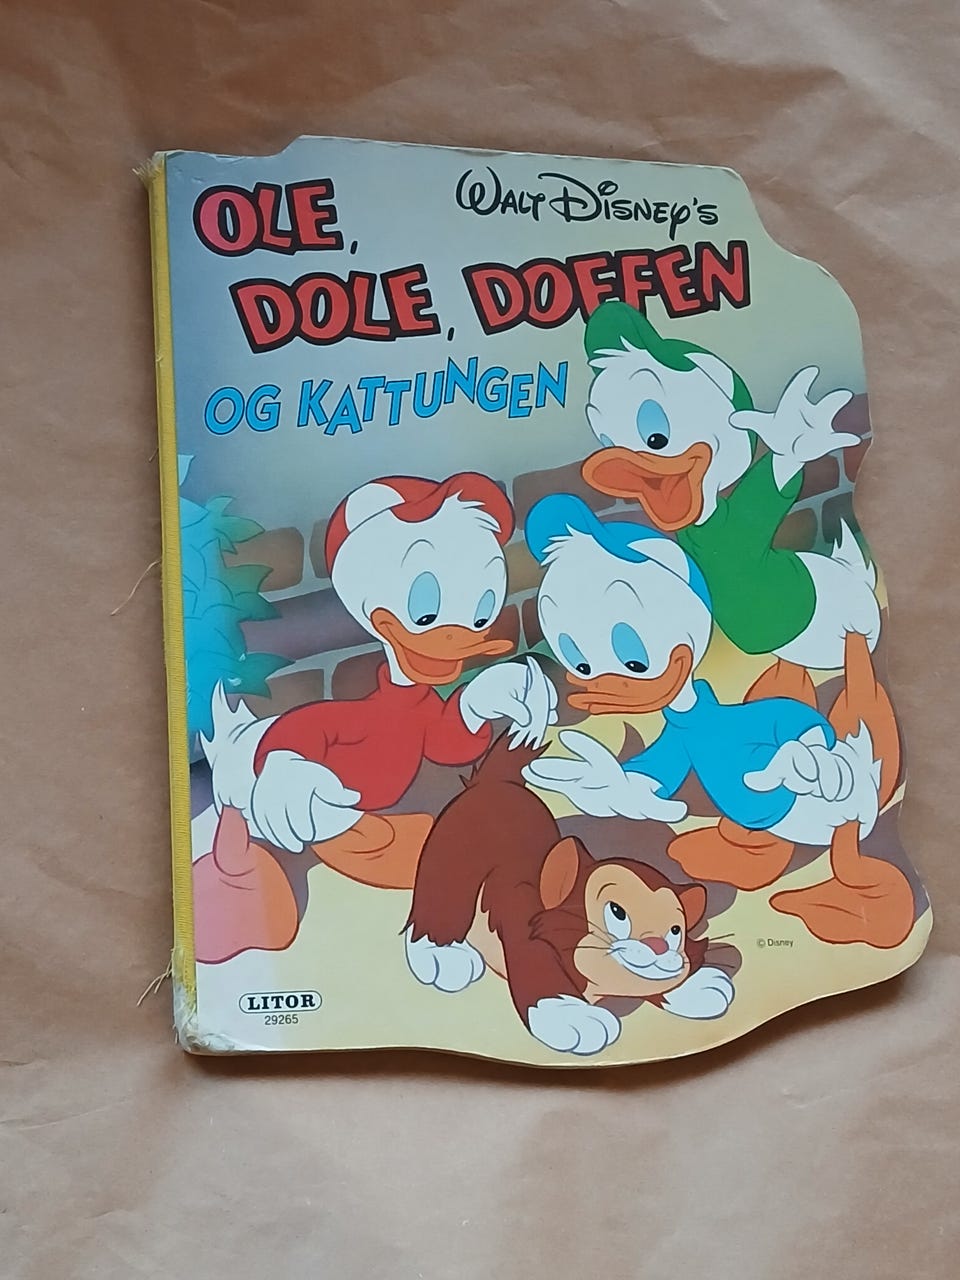 WALT DISNEY'S
OLE,
DOLE, DOFFEN
OG KATTUNGEN
© Disney
LITOR
29265